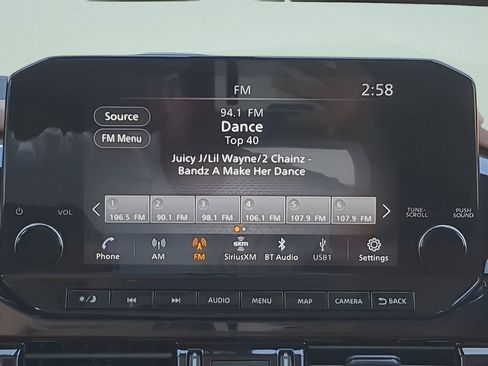 FM
2:58
94.1 FM
Source
Dance
Top 40
FM Menu
Juicy J/Lil Wayne/2 Chainz -
Bandz A Make Her Dance
1 2 3 4 5 6
106.5 FM 90.1 FM 98.1 FM 106.1 FM 107.9 FM 107.9 FM
VOL
TUNE-
SCROLL
PUSH
SOUND
Phone AM FM SiriusXM BT Audio USB1 Settings
AUDIO MENU MAP CAMERA BACK